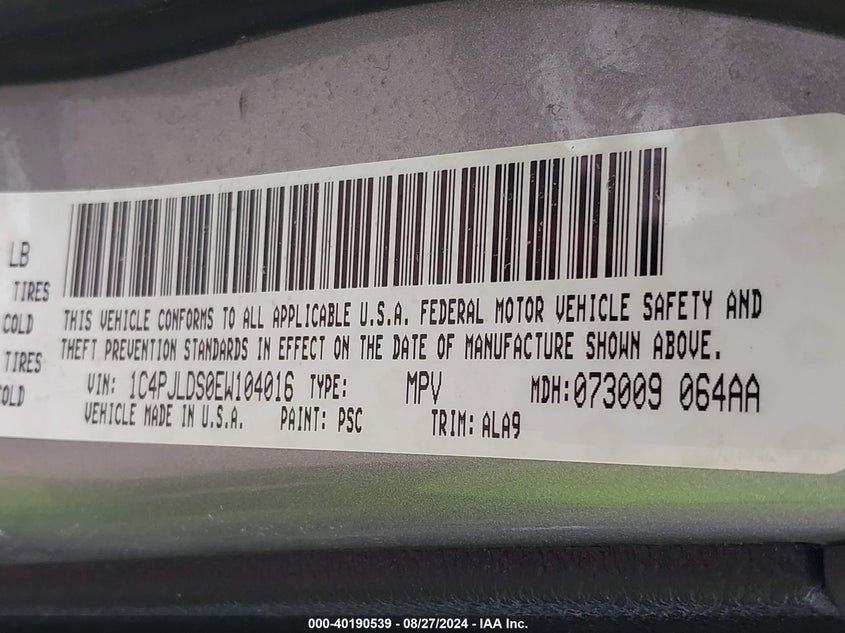 LB
TIRES
COLD
TIRES
COLD
THIS VEHICLE CONFORMS TO ALL APPLICABLE U.S.A. FEDERAL MOTOR VEHICLE SAFETY AND
THEFT PREVENTION STANDARDS IN EFFECT ON THE DATE OF MANUFACTURE SHOWN ABOVE.
VIN: 1C4PJLDS0EW104016 TYPE: MPV MDH:073009 064AA
VEHICLE MADE IN U.S.A. PAINT: PSC TRIM: ALA9
000-40190539 - 08/27/2024 - IAA Inc.